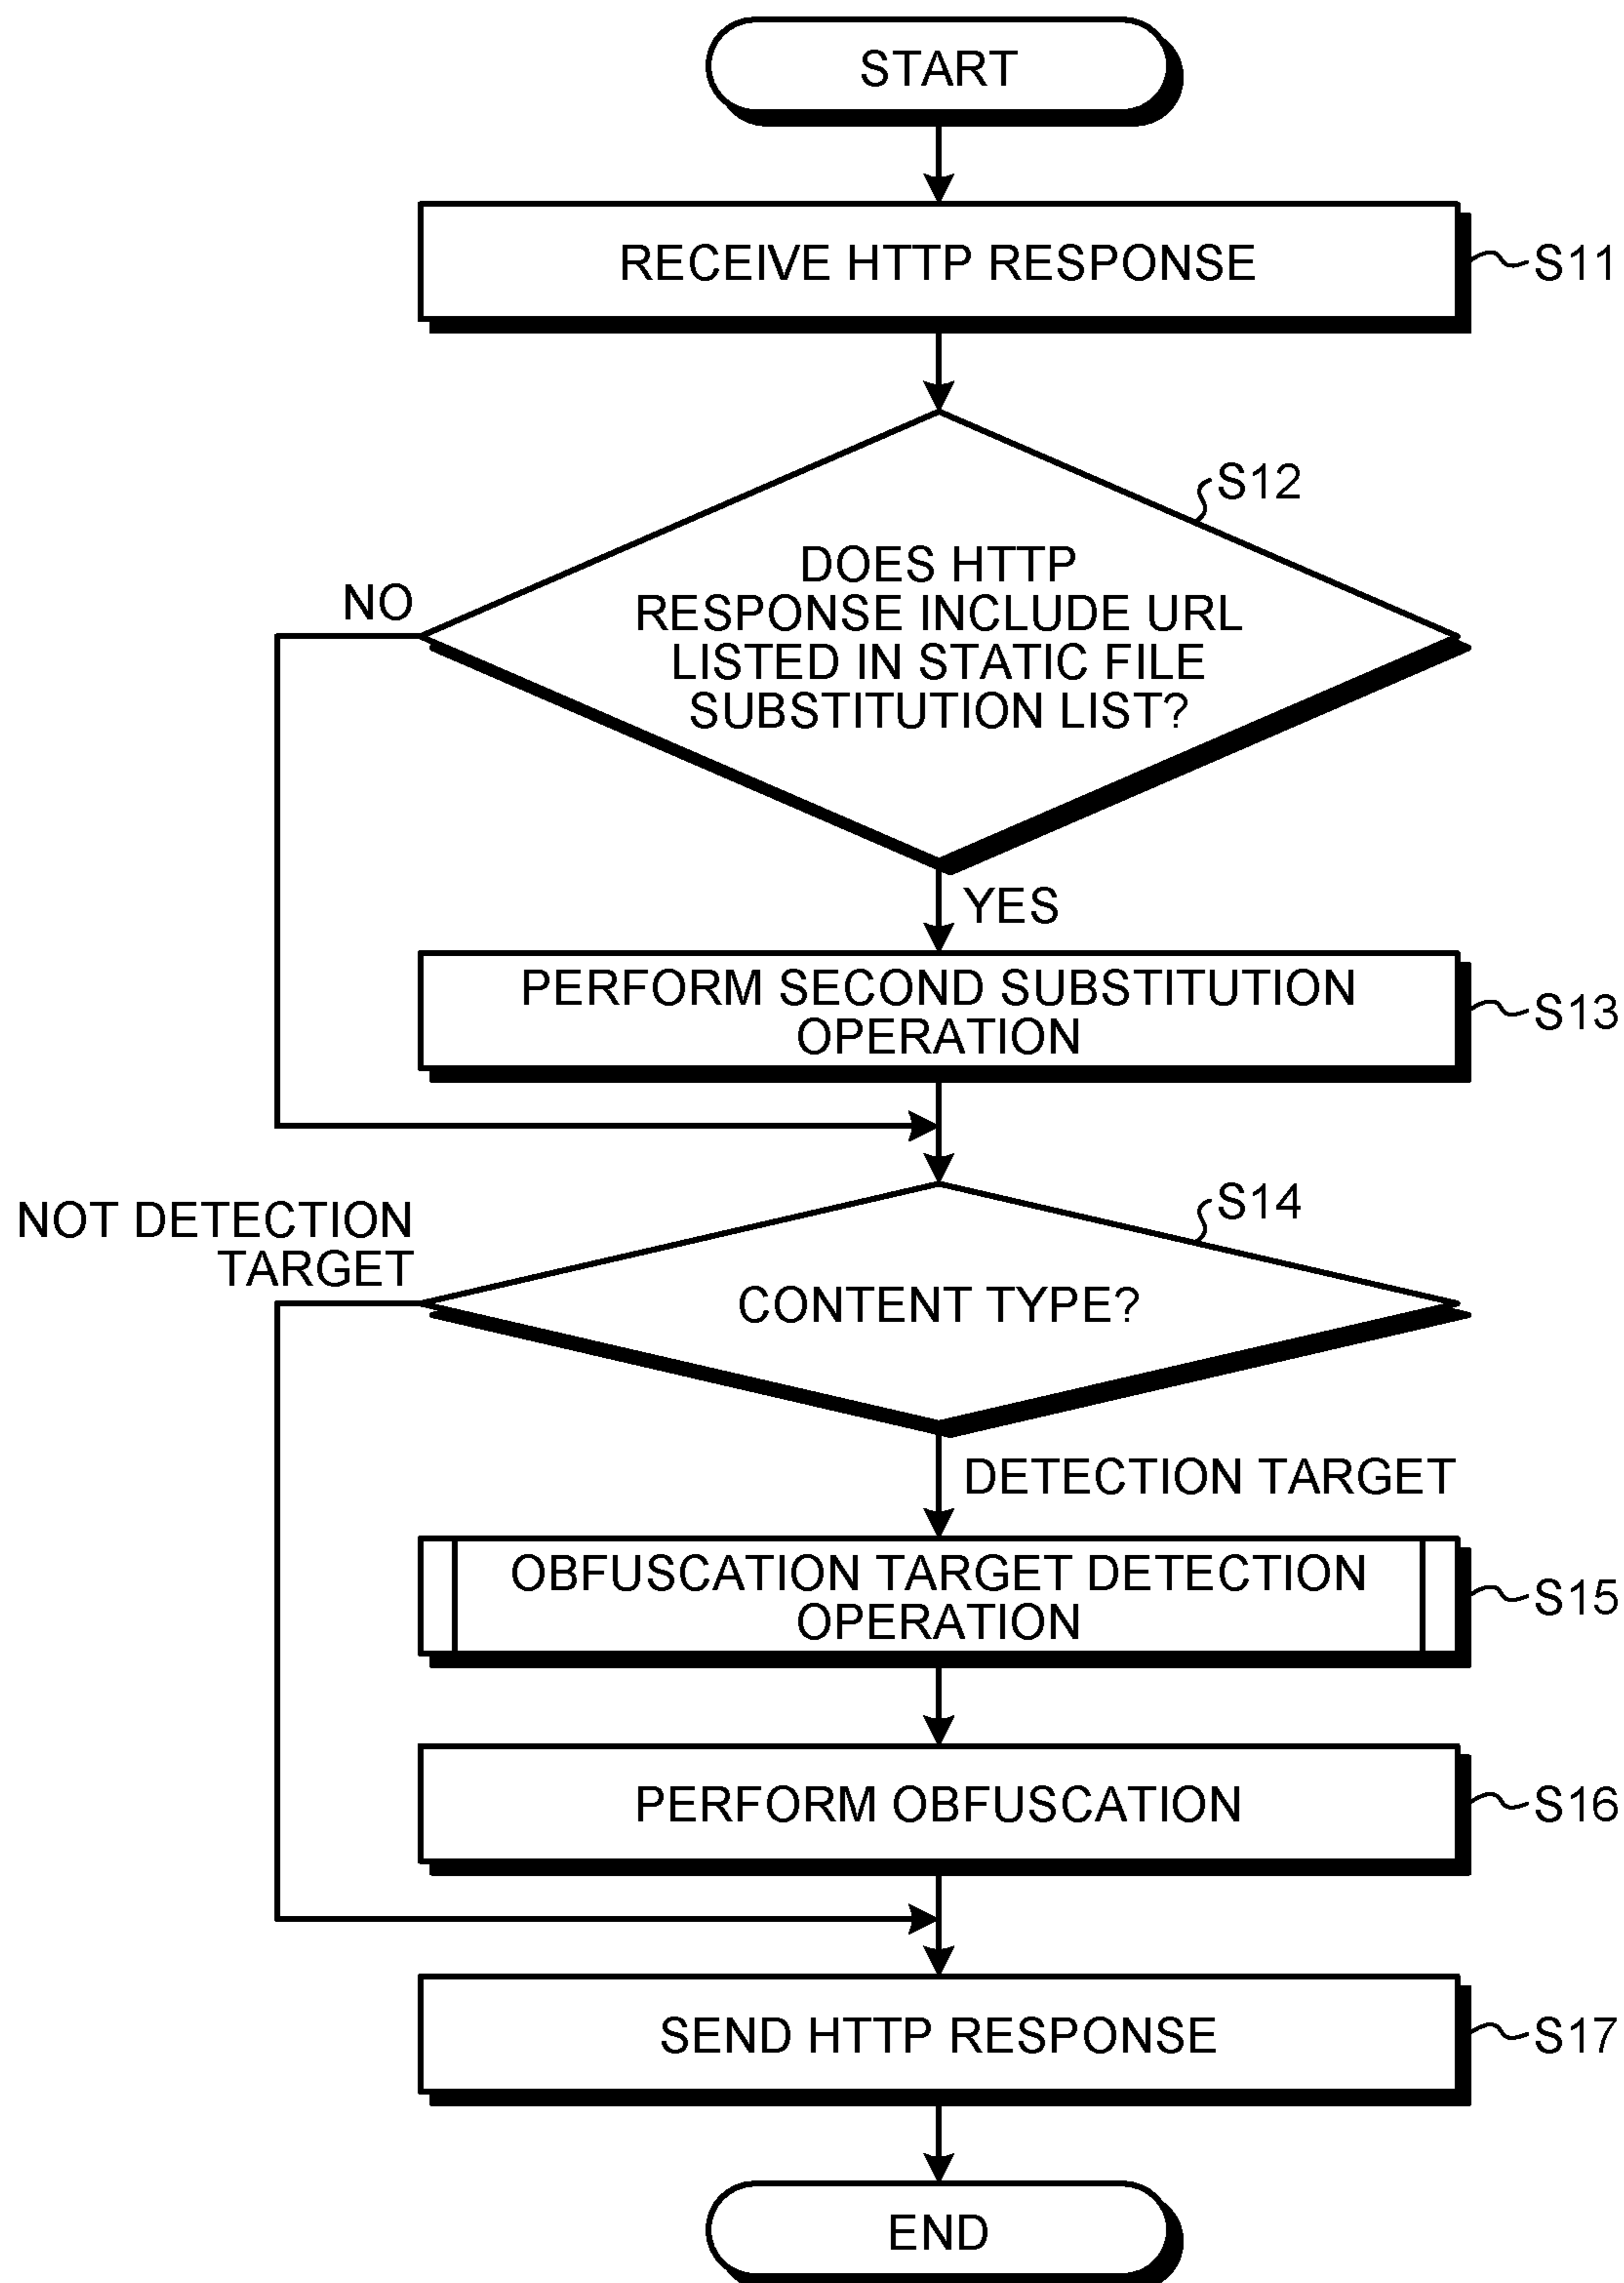 START
RECEIVE HTTP RESPONSE
S11
S12
DOES HTTP
RESPONSE INCLUDE URL
LISTED IN STATIC FILE
SUBSTITUTION LIST?
NO
YES
PERFORM SECOND SUBSTITUTION
OPERATION
S13
NOT DETECTION
TARGET
S14
CONTENT TYPE?
DETECTION TARGET
OBFUSCATION TARGET DETECTION
OPERATION
S15
PERFORM OBFUSCATION
S16
SEND HTTP RESPONSE
S17
END